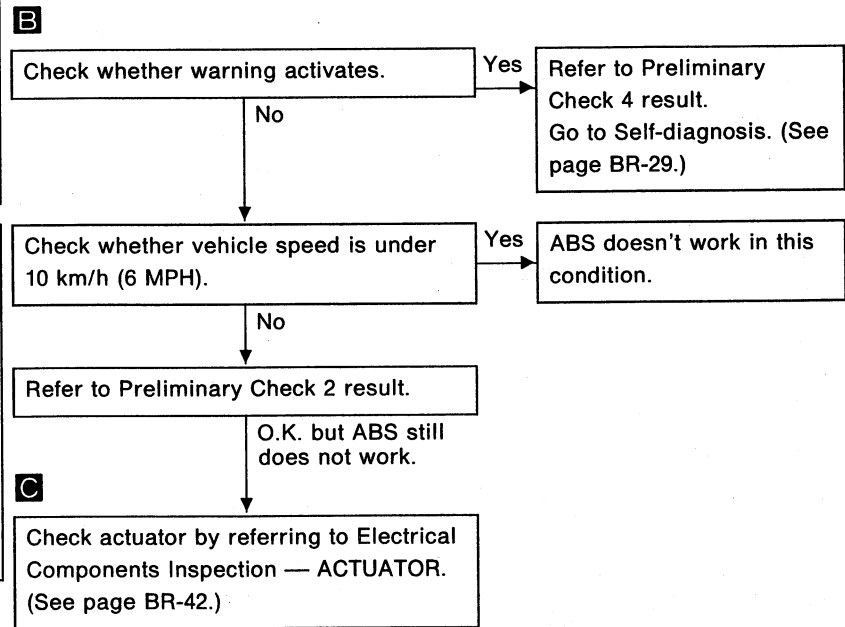 B
Check whether warning activates.
Yes
Refer to Preliminary
Check 4 result.
Go to Self-diagnosis. (See
page BR-29.)
No
Check whether vehicle speed is under
10 km/h (6 MPH).
Yes
ABS doesn't work in this
condition.
No
Refer to Preliminary Check 2 result.
O.K. but ABS still
does not work.
C
Check actuator by referring to Electrical
Components Inspection — ACTUATOR.
(See page BR-42.)